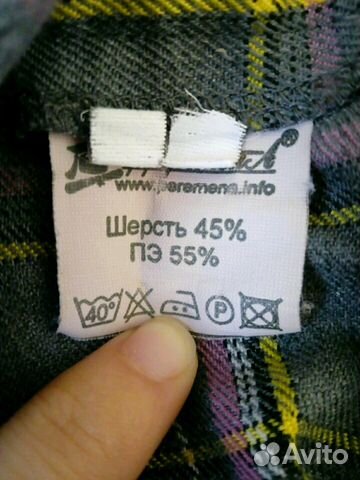 www.peremena.info
Шерсть 45%
ПЭ 55%
40°
P
Avito